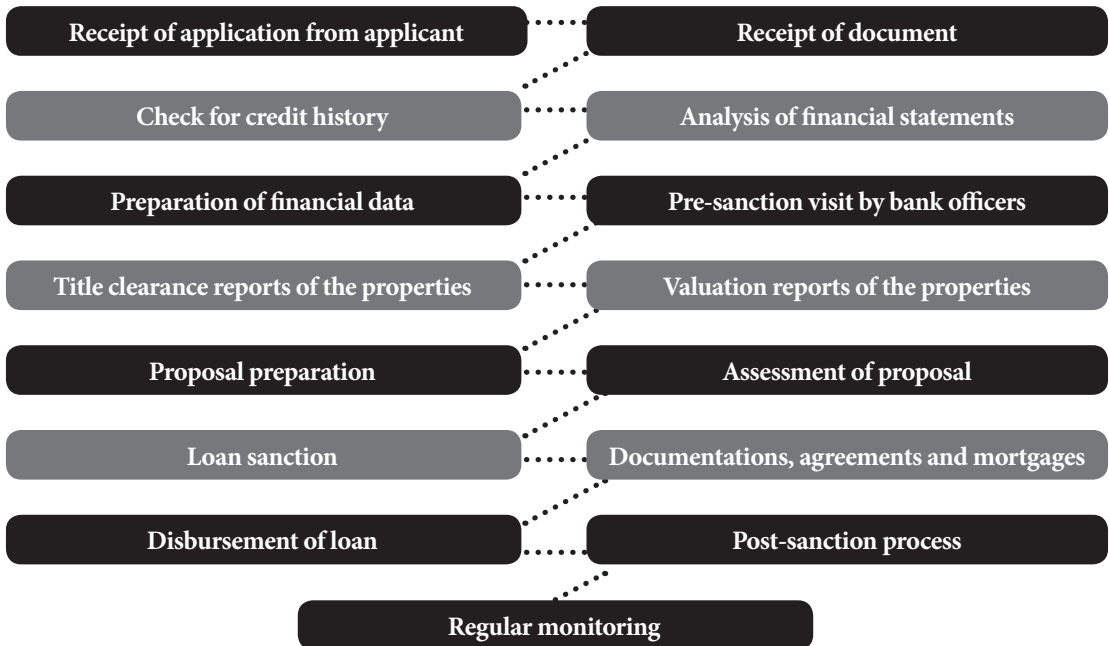 Receipt of application from applicant
Receipt of document
Check for credit history
Analysis of financial statements
Preparation of financial data
Pre-sanction visit by bank officers
Title clearance reports of the properties
Valuation reports of the properties
Proposal preparation
Assessment of proposal
Loan sanction
Documentations, agreements and mortgages
Disbursement of loan
Post-sanction process
Regular monitoring